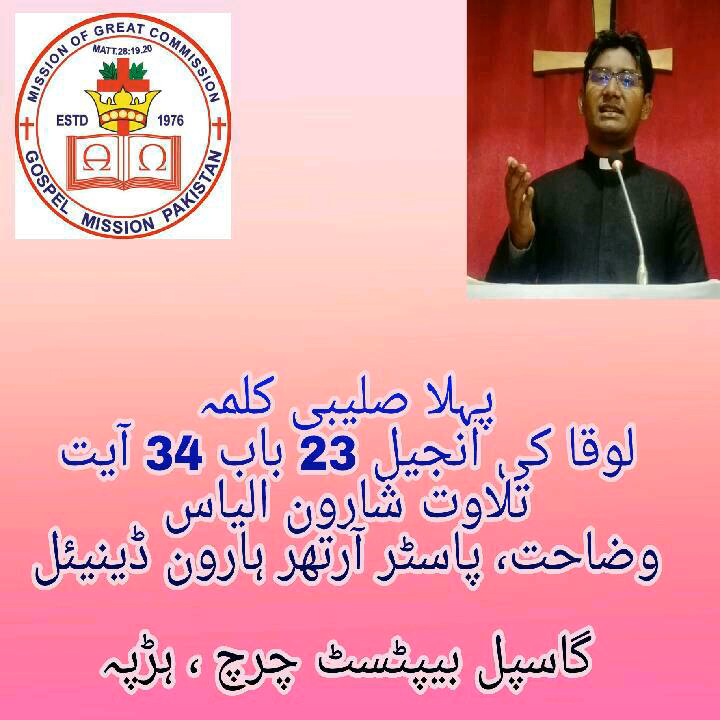 MISSION OF GREAT COMMISSION
MATT.28:19.20
ESTD 1976
Α Ω
GOSPEL MISSION PAKISTAN
پہلا صلیبی کلمہ
لوقا کی انجیل 23 باب 34 آیت
تلاوت شارون الیاس
وضاحت، پاسٹر آرتھر ہارون ڈینیئل
گاسپل بیپٹسٹ چرچ ، ہڑپہ